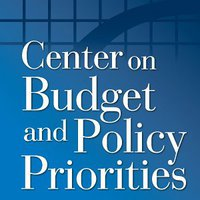 Center on
Budget
and Policy
Priorities